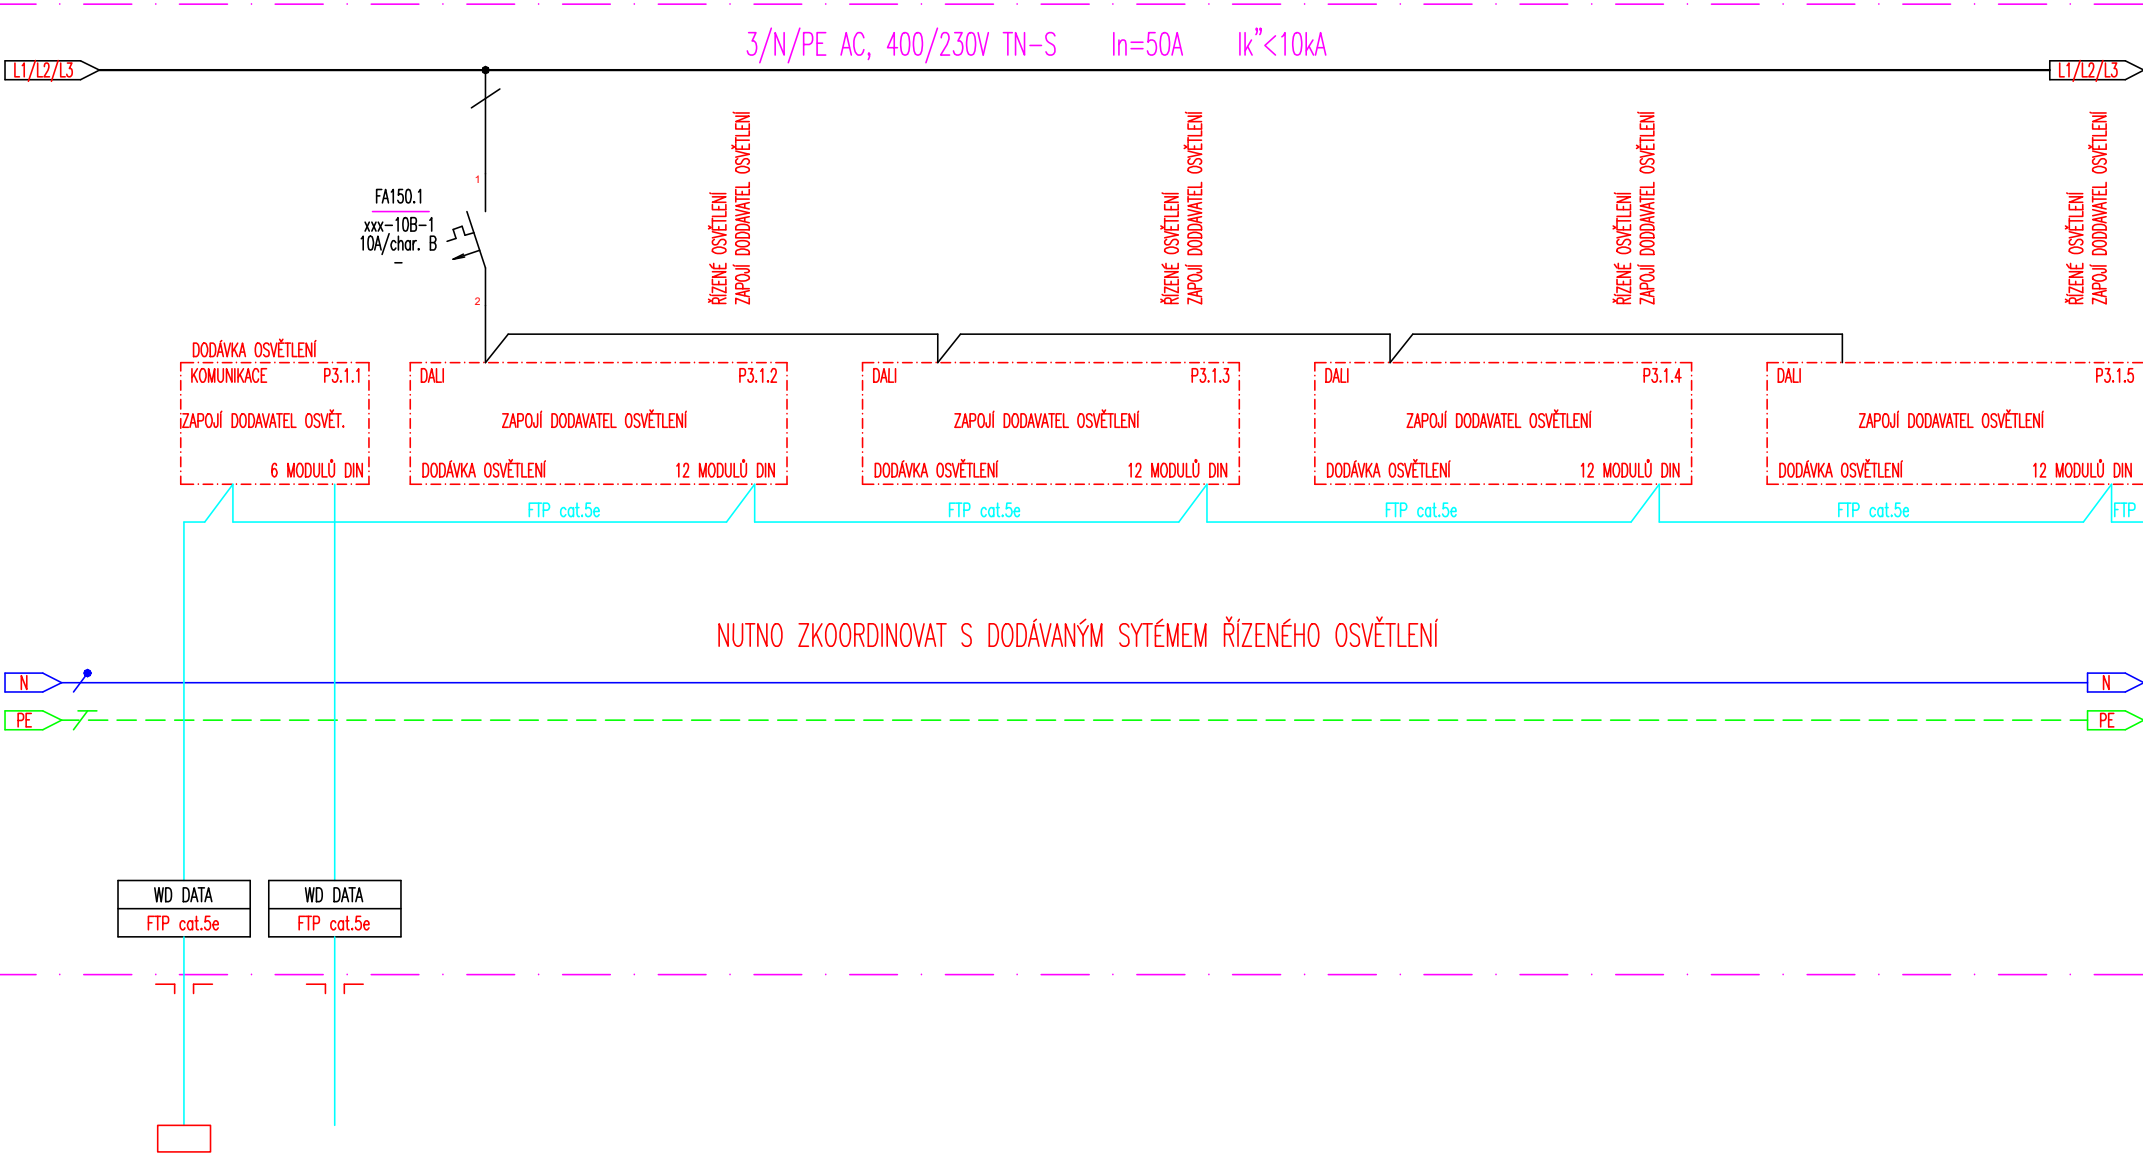 3/N/PE AC, 400/230V TN-S In=50A Ik"<10kA
L1/L2/L3
L1/L2/L3
1
FA150.1
xxx-10B-1
10A/char. B
-
2
ŘÍZENÉ OSVĚTLENÍ
ZAPOJÍ DODDAVATEL OSVĚTLENÍ
ŘÍZENÉ OSVĚTLENÍ
ZAPOJÍ DODDAVATEL OSVĚTLENÍ
ŘÍZENÉ OSVĚTLENÍ
ZAPOJÍ DODDAVATEL OSVĚTLENÍ
ŘÍZENÉ OSVĚTLENÍ
ZAPOJÍ DODDAVATEL OSVĚTLENÍ
DODÁVKA OSVĚTLENÍ
KOMUNIKACE P3.1.1
ZAPOJÍ DODAVATEL OSVĚT.
6 MODULŮ DIN
DALI P3.1.2
ZAPOJÍ DODAVATEL OSVĚTLENÍ
DODÁVKA OSVĚTLENÍ 12 MODULŮ DIN
DALI P3.1.3
ZAPOJÍ DODAVATEL OSVĚTLENÍ
DODÁVKA OSVĚTLENÍ 12 MODULŮ DIN
DALI P3.1.4
ZAPOJÍ DODAVATEL OSVĚTLENÍ
DODÁVKA OSVĚTLENÍ 12 MODULŮ DIN
DALI P3.1.5
ZAPOJÍ DODAVATEL OSVĚTLENÍ
DODÁVKA OSVĚTLENÍ 12 MODULŮ DIN
FTP cat.5e
FTP cat.5e
FTP cat.5e
FTP cat.5e
FTP
NUTNO ZKOORDINOVAT S DODÁVANÝM SYTÉMEM ŘÍZENÉHO OSVĚTLENÍ
N
N
PE
PE
WD DATA
FTP cat.5e
WD DATA
FTP cat.5e